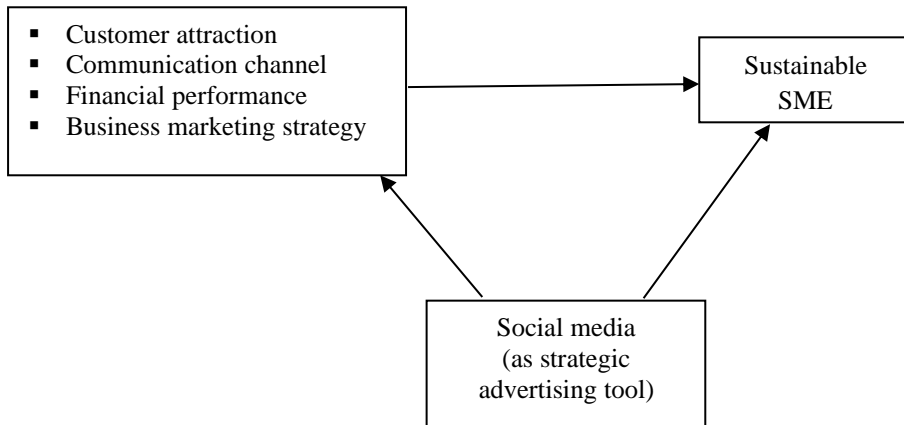 ▪ Customer attraction
▪ Communication channel
▪ Financial performance
▪ Business marketing strategy
Sustainable
SME
Social media
(as strategic
advertising tool)